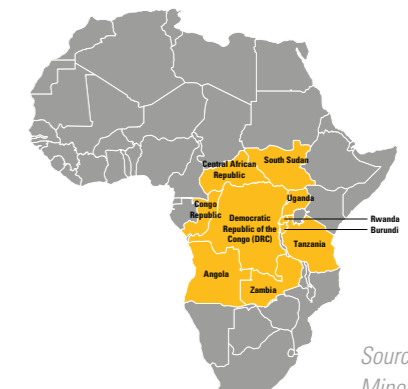 Central African
Republic
South Sudan
Uganda
Congo
Republic
Democratic
Republic of the
Congo (DRC)
Rwanda
Burundi
Tanzania
Angola
Zambia
Sourc
Mine